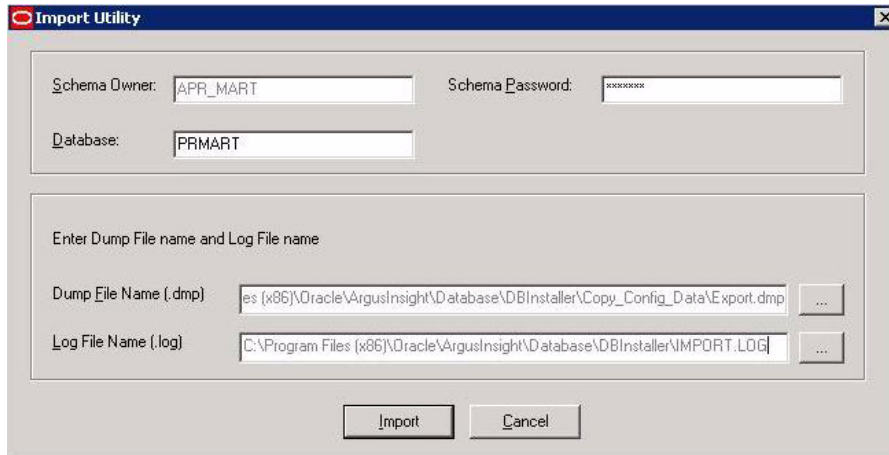 Import Utility
Schema Owner: APR_MART Schema Password: *******
Database: PRMART
Enter Dump File name and Log File name
Dump File Name (.dmp) es (x86)\Oracle\ArgusInsight\Database\DBInstaller\Copy_Config_Data\Export.dmp ...
Log File Name (.log) C:\Program Files (x86)\Oracle\ArgusInsight\Database\DBInstaller\IMPORT.LOG ...
Import Cancel